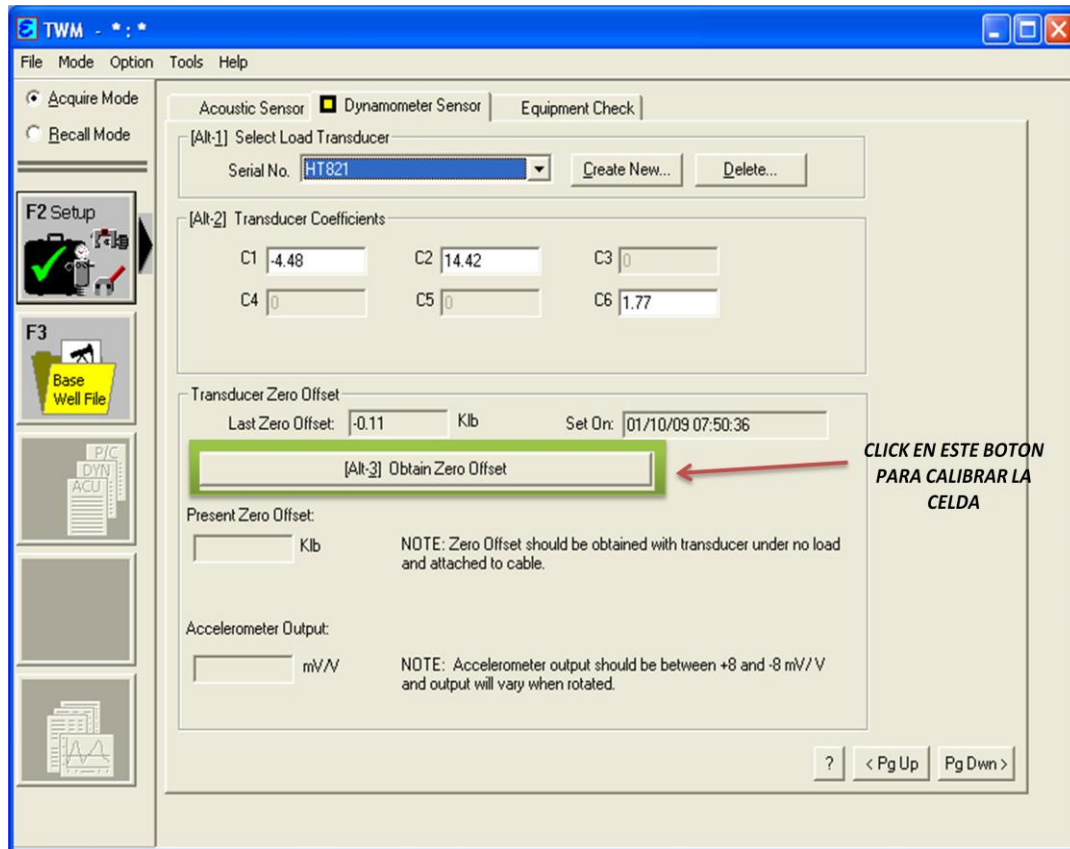 TWM - *:*
File Mode Option Tools Help
Acquire Mode
Recall Mode
F2 Setup
F3
Base
Well File
P/C
DYN
ACU
Acoustic Sensor Dynamometer Sensor Equipment Check
[Alt-1] Select Load Transducer
Serial No. HT821 Create New... Delete...
[Alt-2] Transducer Coefficients
C1 -4.48 C2 14.42 C3 0
C4 0 C5 0 C6 1.77
Transducer Zero Offset
Last Zero Offset: -0.11 Klb Set On: 01/10/09 07:50:36
[Alt-3] Obtain Zero Offset
CLICK EN ESTE BOTON
PARA CALIBRAR LA
CELDA
Present Zero Offset:
Klb NOTE: Zero Offset should be obtained with transducer under no load
and attached to cable.
Accelerometer Output:
mV/V NOTE: Accelerometer output should be between +8 and -8 mV/ V
and output will vary when rotated.
? < Pg Up Pg Dwn >